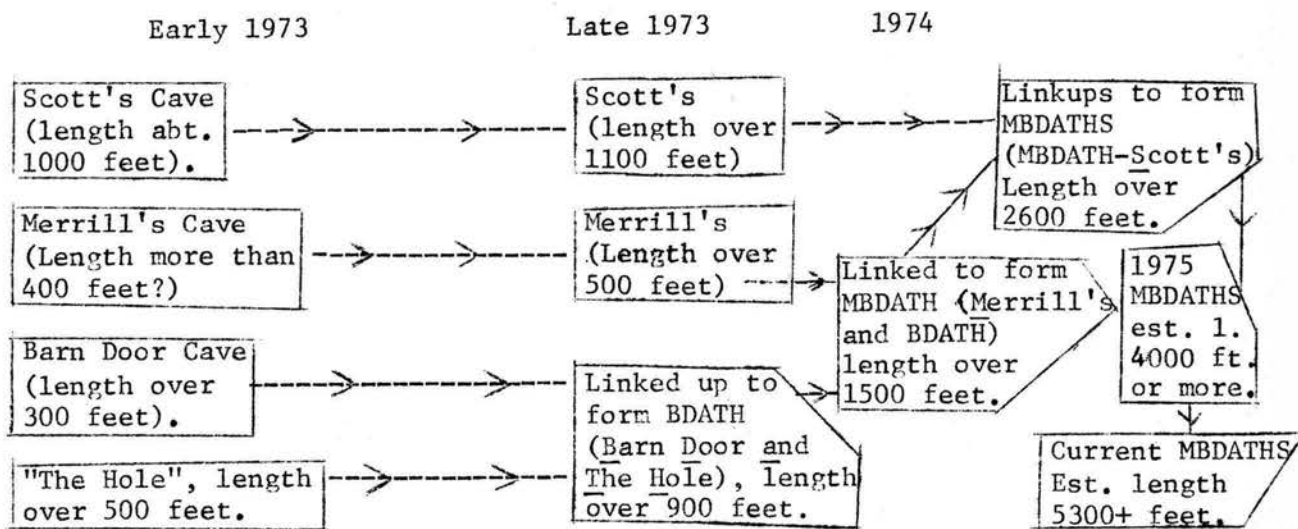 Early 1973
Late 1973
1974
Scott's Cave
(length abt.
1000 feet).
Scott's
(length over
1100 feet)
Linkups to form
MBDATHS
(MBDATH-Scott's)
Length over
2600 feet.
Merrill's Cave
(Length more than
400 feet?)
Merrill's
(Length over
500 feet)
Linked to form
MBDATH (Merrill's
and BDATH)
length over
1500 feet.
1975
MBDATHS
est. l.
4000 ft.
or more.
Barn Door Cave
(length over
300 feet).
Linked up to
form BDATH
(Barn Door and
The Hole), length
over 900 feet.
"The Hole", length
over 500 feet.
Current MBDATHS
Est. length
5300+ feet.